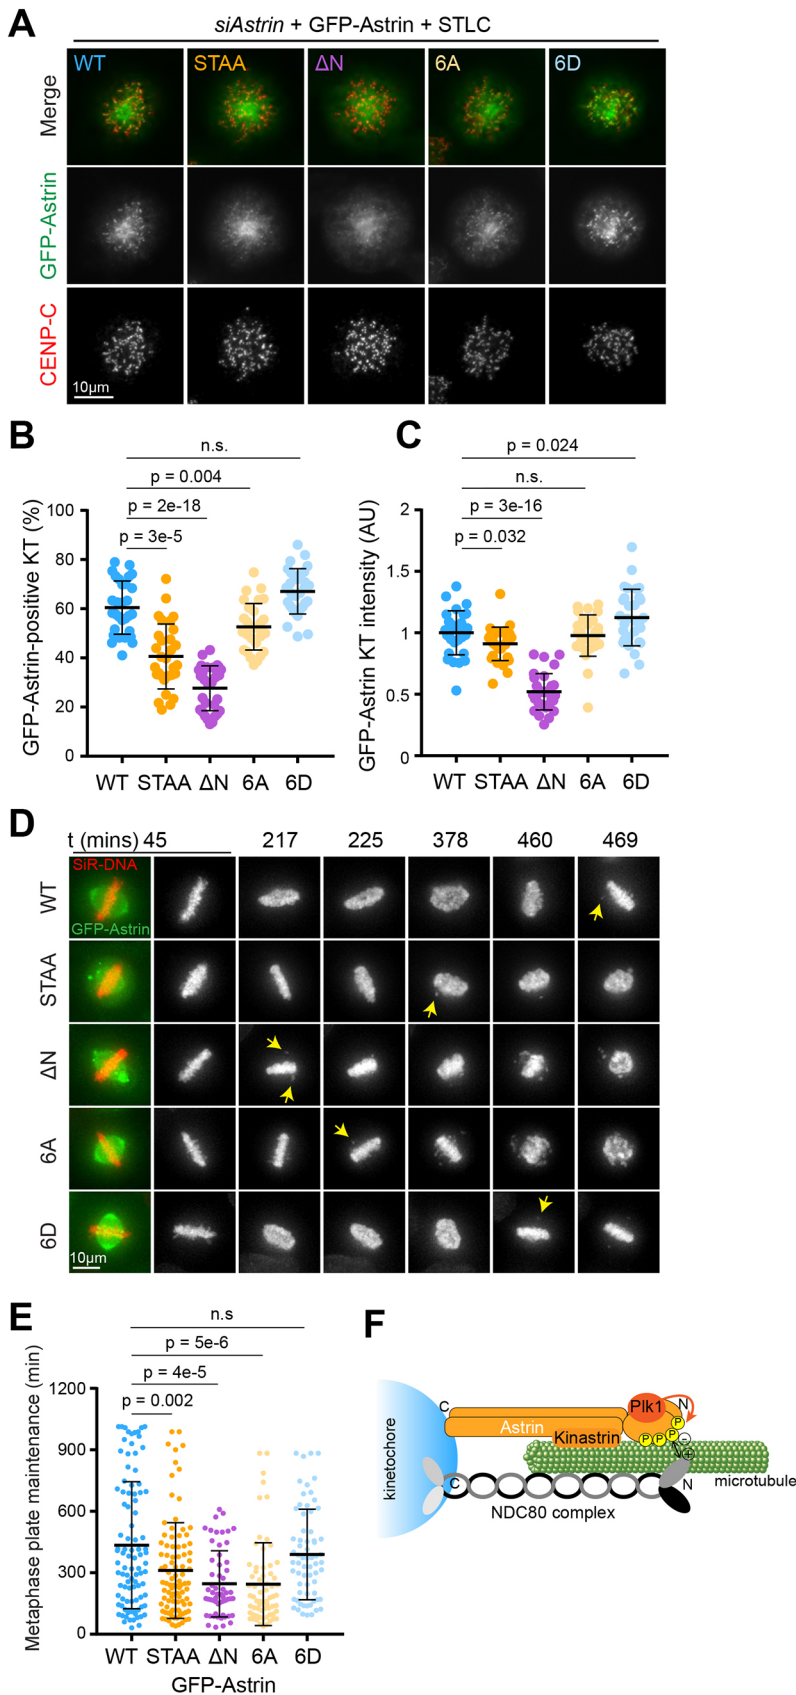 A
siAstrin + GFP-Astrin + STLC
WT STAA ΔN 6A 6D
Merge
GFP-Astrin
CENP-C
10µm
B
n.s.
p = 0.004
p = 2e-18
p = 3e-5
GFP-Astrin-positive KT (%)
100
80
60
40
20
0
WT STAA ΔN 6A 6D
C
p = 0.024
n.s.
p = 3e-16
p = 0.032
GFP-Astrin KT intensity (AU)
2
1.5
1
0.5
0
WT STAA ΔN 6A 6D
D
t (mins) 45 217 225 378 460 469
SiR-DNA
GFP-Astrin
WT
STAA
ΔN
6A
6D
10µm
E
n.s
p = 5e-6
p = 4e-5
p = 0.002
Metaphase plate maintenance (min)
1200
900
600
300
0
WT STAA ΔN 6A 6D
GFP-Astrin
F
kinetochore
C
Astrin
Kinastrin
Plk1
N
P
P P P
−
+
C
N
microtubule
NDC80 complex